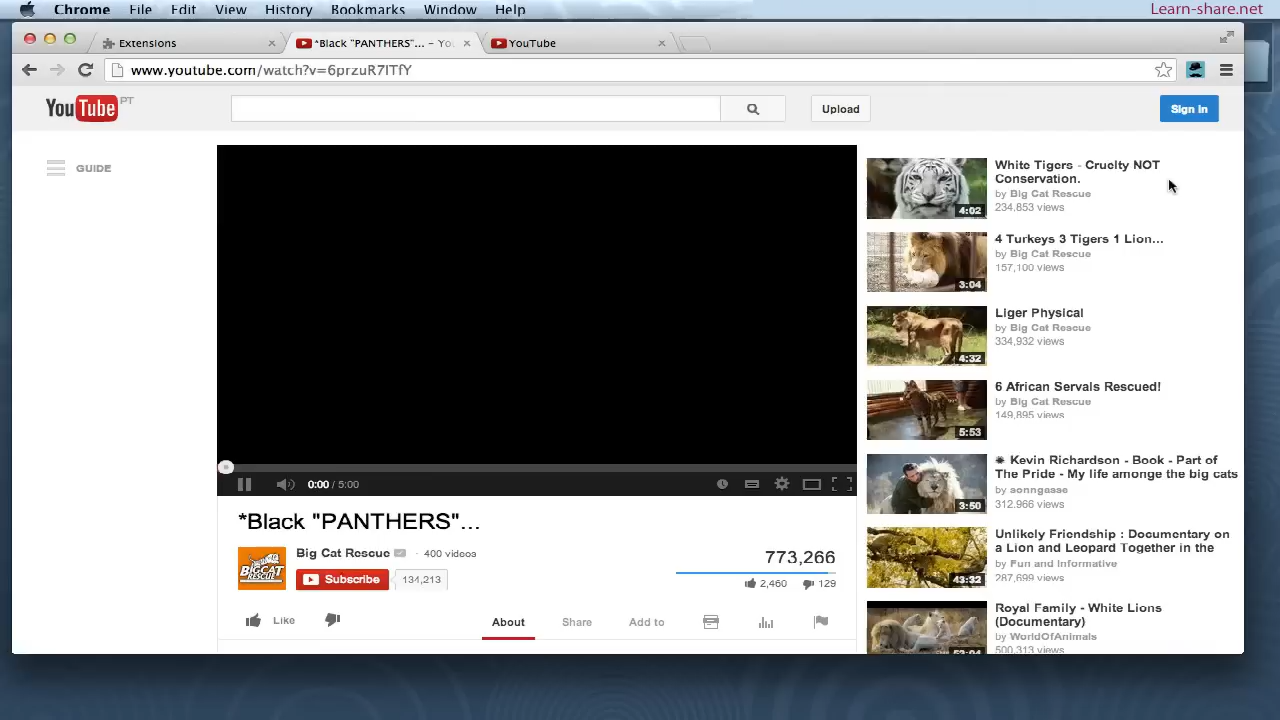 Chrome File Edit View History Bookmarks Window Help
Learn-share.net
Extensions
*Black "PANTHERS"... - Yo
YouTube
www.youtube.com/watch?v=6przuR7ITfY
YouTube PT
Upload
Sign in
GUIDE
0:00 / 5:00
*Black "PANTHERS"...
BIGCAT
RESCUE
Big Cat Rescue · 400 videos
Subscribe 134,213
773,266
2,460 129
Like
About Share Add to
4:02
White Tigers - Cruelty NOT
Conservation.
by Big Cat Rescue
234,853 views
3:04
4 Turkeys 3 Tigers 1 Lion...
by Big Cat Rescue
157,100 views
4:32
Liger Physical
by Big Cat Rescue
334,932 views
5:53
6 African Servals Rescued!
by Big Cat Rescue
149,895 views
3:50
✹ Kevin Richardson - Book - Part of
The Pride - My life amonge the big cats
by sonngasse
312,966 views
43:32
Unlikely Friendship : Documentary on
a Lion and Leopard Together in the
by Fun and Informative
287,699 views
Royal Family - White Lions
(Documentary)
by WorldOfAnimals
500,313 views